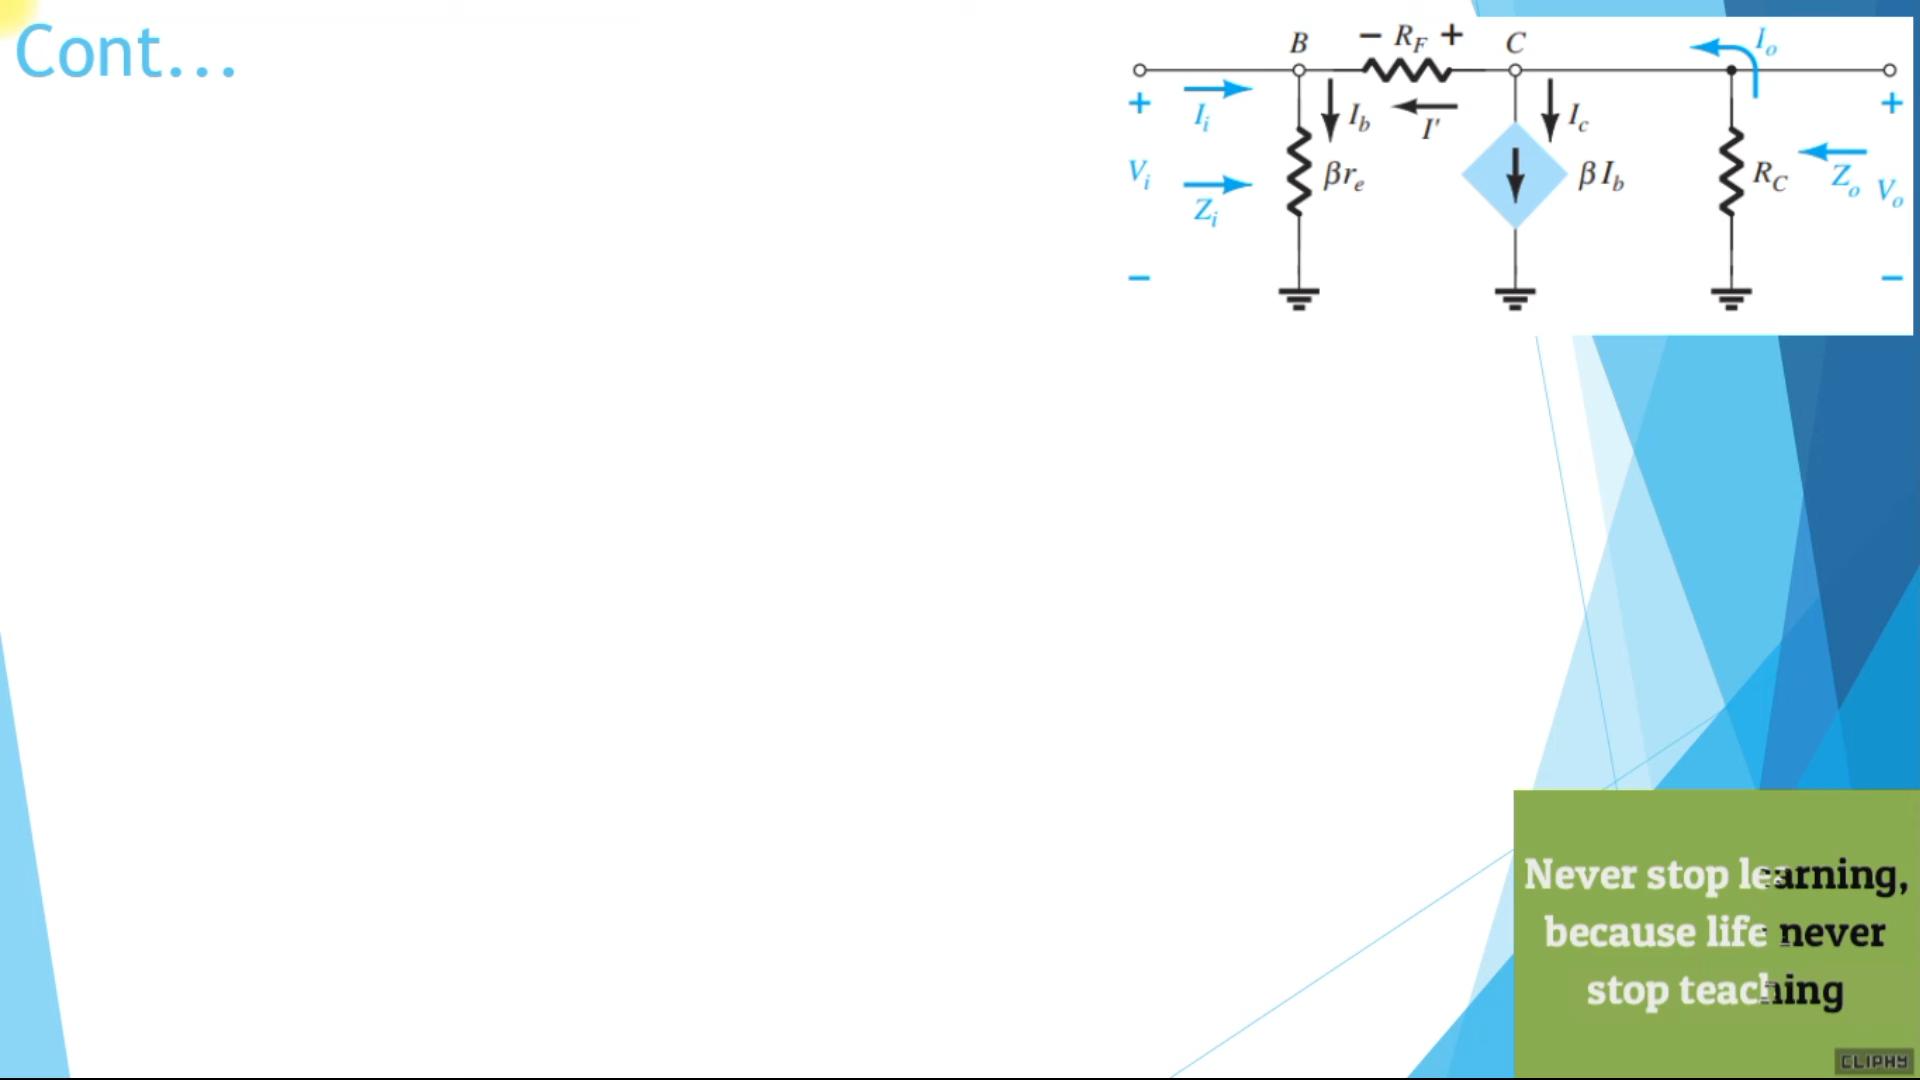 Cont...
B − R_F + C I_o
+ I_i I_b I' I_c +
V_i βr_e βI_b R_C Z_o V_o
Z_i
− −
Never stop learning,
because life never
stop teaching
CLIPHY